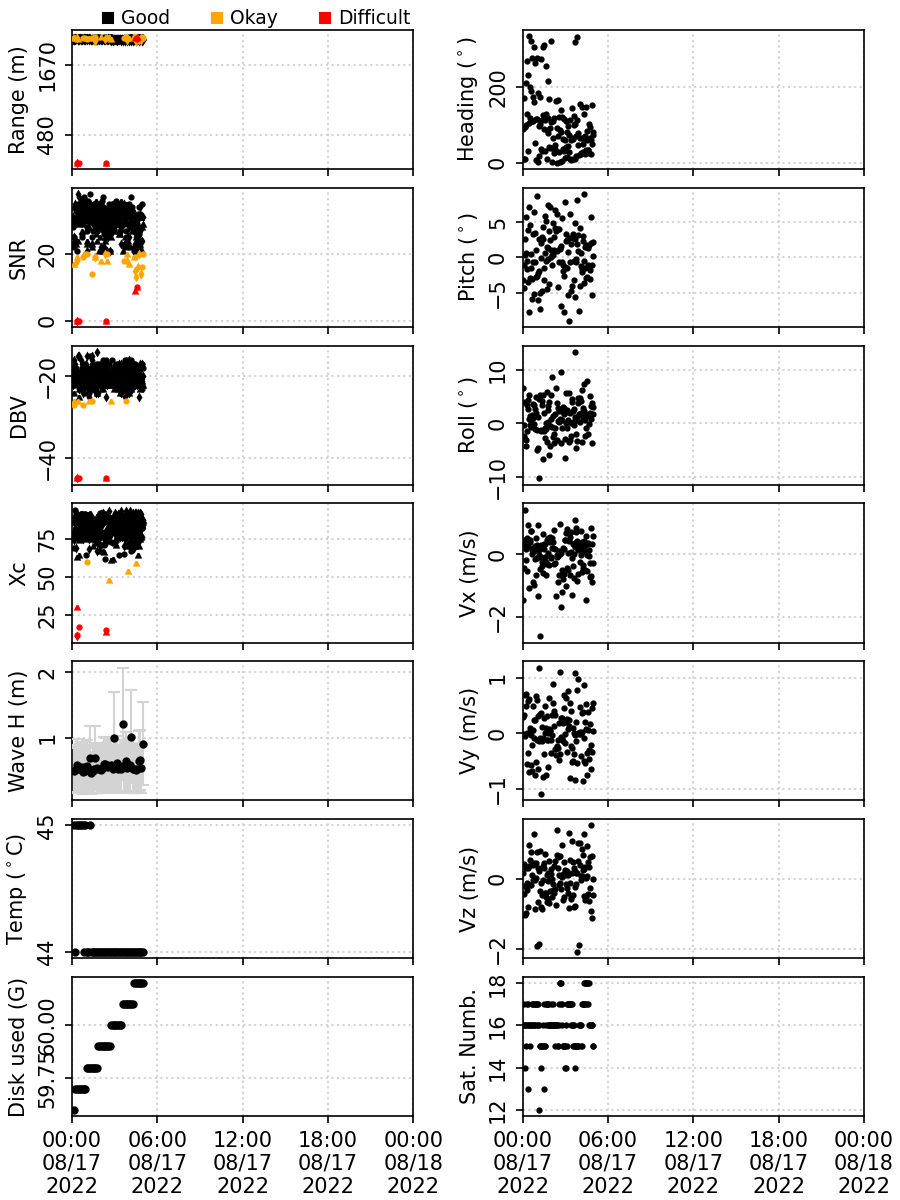 Good Okay Difficult
Range (m) 1670 480
Heading (°) 200 0
SNR 20 0
Pitch (°) 5 0 −5
DBV −20 −40
Roll (°) 10 0 −10
Xc 75 50 25
Vx (m/s) 0 −2
Wave H (m) 2 1
Vy (m/s) 1 0 −1
Temp (°C) 45 44
Vz (m/s) 0 −2
Disk used (G) 60.00 59.75
Sat. Numb. 18 16 14 12
00:00 06:00 12:00 18:00 00:00 00:00 06:00 12:00 18:00 00:00
08/17 08/17 08/17 08/17 08/18 08/17 08/17 08/17 08/17 08/18
2022 2022 2022 2022 2022 2022 2022 2022 2022 2022